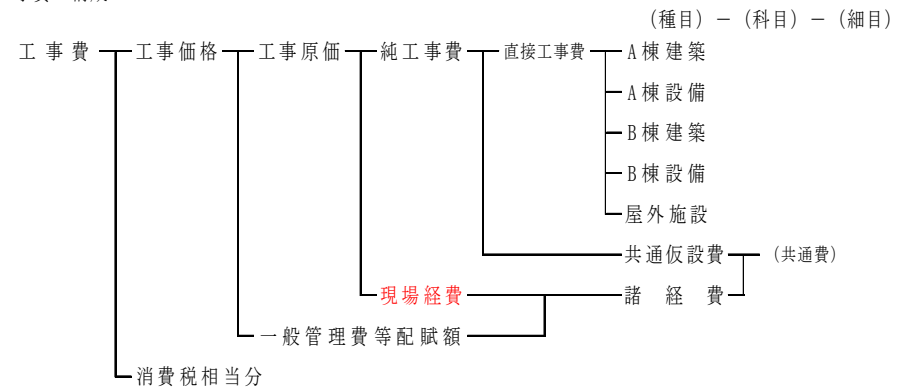 (種目) － (科目) － (細目)
工事費 工事価格 工事原価 純工事費 直接工事費 A棟建築
A棟設備
B棟建築
B棟設備
屋外施設
共通仮設費 (共通費)
現場経費 諸経費
一般管理費等配賦額
消費税相当分